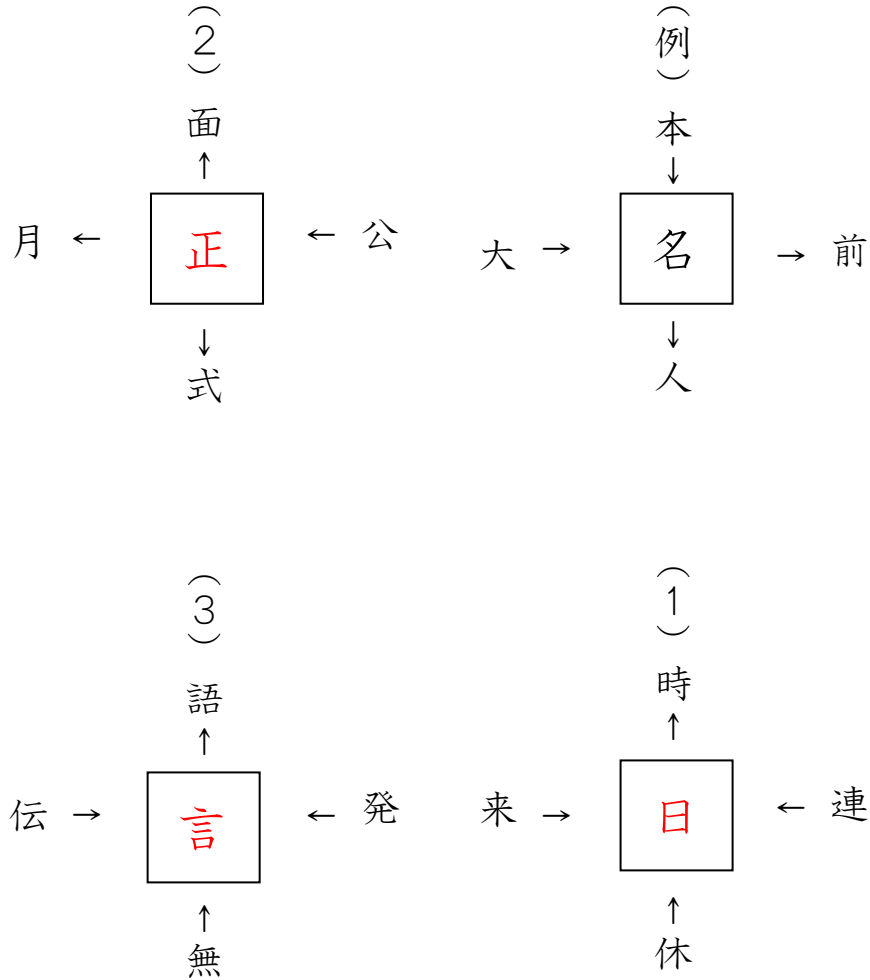 （例）
本
↓
大 → 名 → 前
↓
人
（1）
時
↑
来 → 日 ← 連
↑
休
（2）
面
↑
月 ← 正 ← 公
↓
式
（3）
語
↑
伝 → 言 ← 発
↑
無